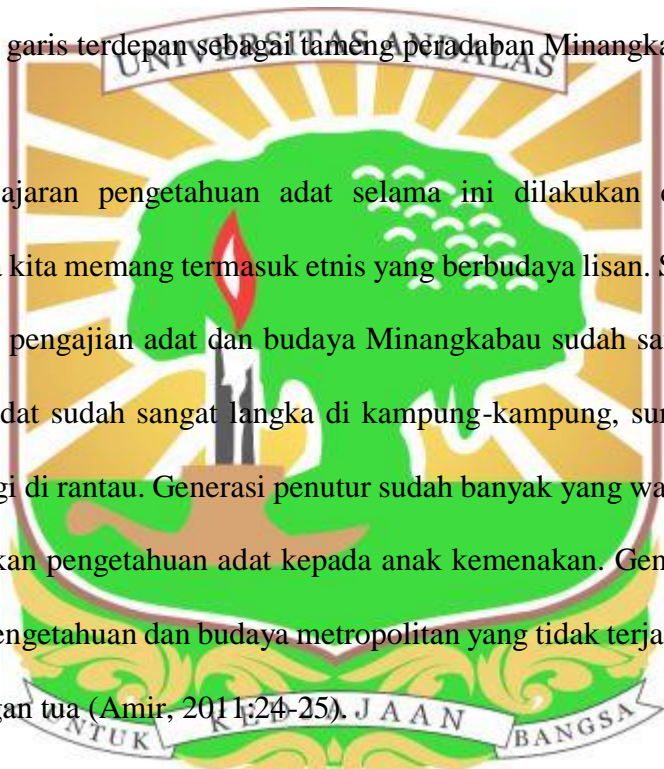 garis terdepan sebagai tameng peradaban Minangka
UNIVERSITAS ANDALAS
ajaran pengetahuan adat selama ini dilakukan
kita memang termasuk etnis yang berbudaya lisan. S
pengajian adat dan budaya Minangkabau sudah sa
dat sudah sangat langka di kampung-kampung, su
gi di rantau. Generasi penutur sudah banyak yang wa
kan pengetahuan adat kepada anak kemenakan. Gen
engetahuan dan budaya metropolitan yang tidak terja
gan tua (Amir, 2011:24-25).
UNTUK KEDJAJAAN BANGSA